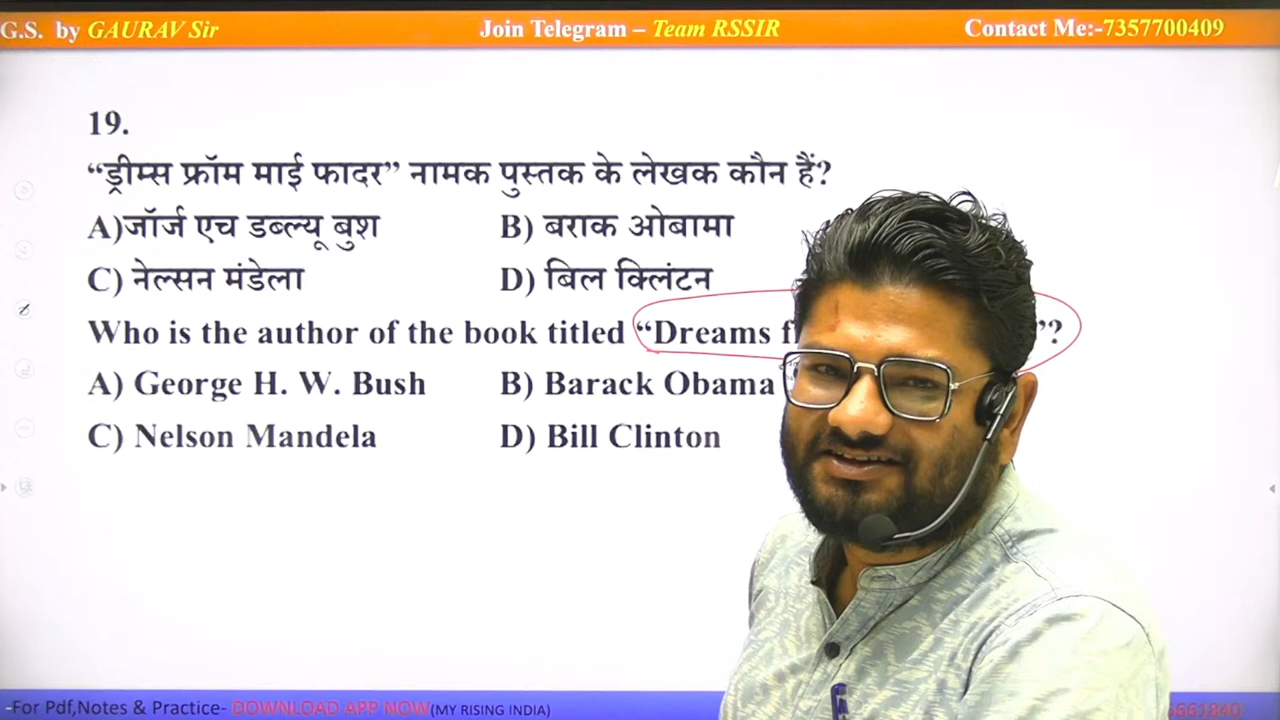 G.S. by GAURAV Sir Join Telegram – Team RSSIR Contact Me:-7357700409
19.
“ड्रीम्स फ्रॉम माई फादर” नामक पुस्तक के लेखक कौन हैं?
A)जॉर्ज एच डब्ल्यू बुश B) बराक ओबामा
C) नेल्सन मंडेला D) बिल क्लिंटन
Who is the author of the book titled “Dreams f ”?
A) George H. W. Bush B) Barack Obama
C) Nelson Mandela D) Bill Clinton
-For Pdf,Notes & Practice- DOWNLOAD APP NOW(MY RISING INDIA)